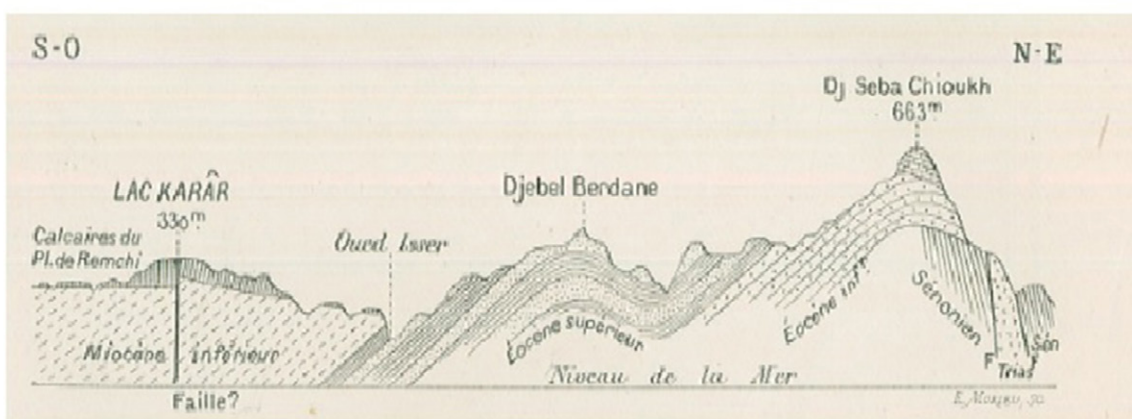 S-O
N-E
Dj Seba Chioukh
663m
LAC KARÂR
330m
Djebel Bendane
Calcaires du
Pl. de Remchi
Oued Isser
Miocène inférieur
Éocène supérieur
Éocène infr
Sénonien
F
Trias
Sén
Niveau de la Mer
Faille?